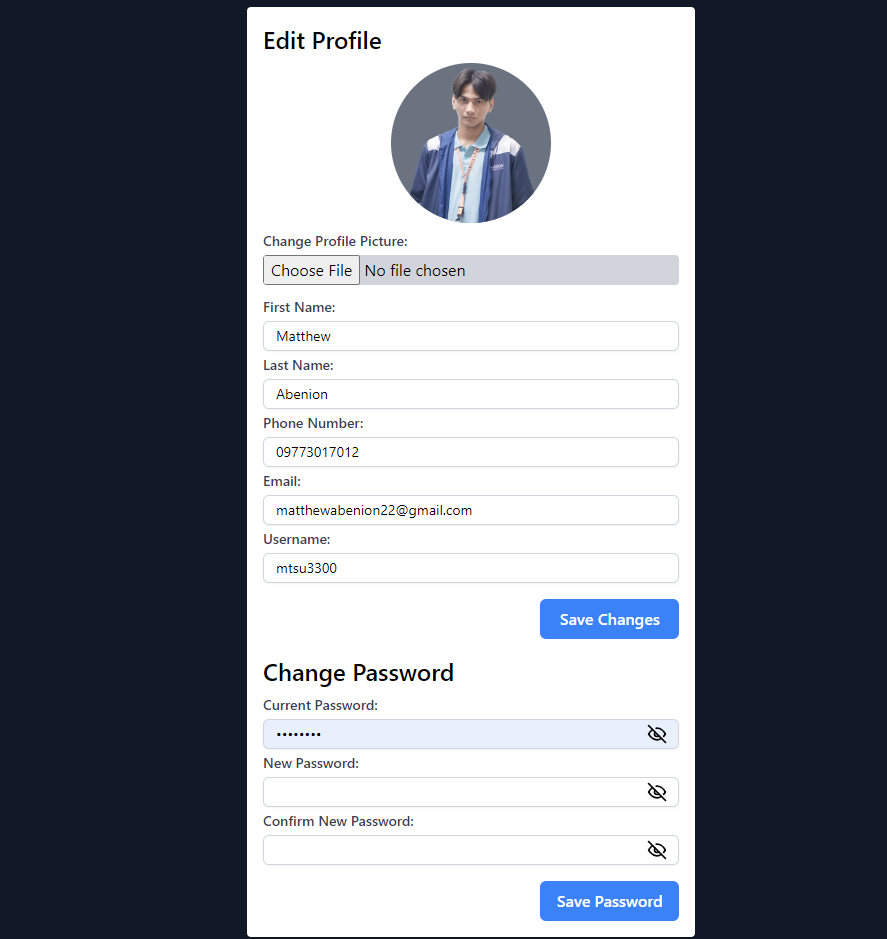 Edit Profile
Change Profile Picture:
Choose File No file chosen
First Name:
Matthew
Last Name:
Abenion
Phone Number:
09773017012
Email:
matthewabenion22@gmail.com
Username:
mtsu3300
Save Changes
Change Password
Current Password:
••••••••
New Password:
Confirm New Password:
Save Password